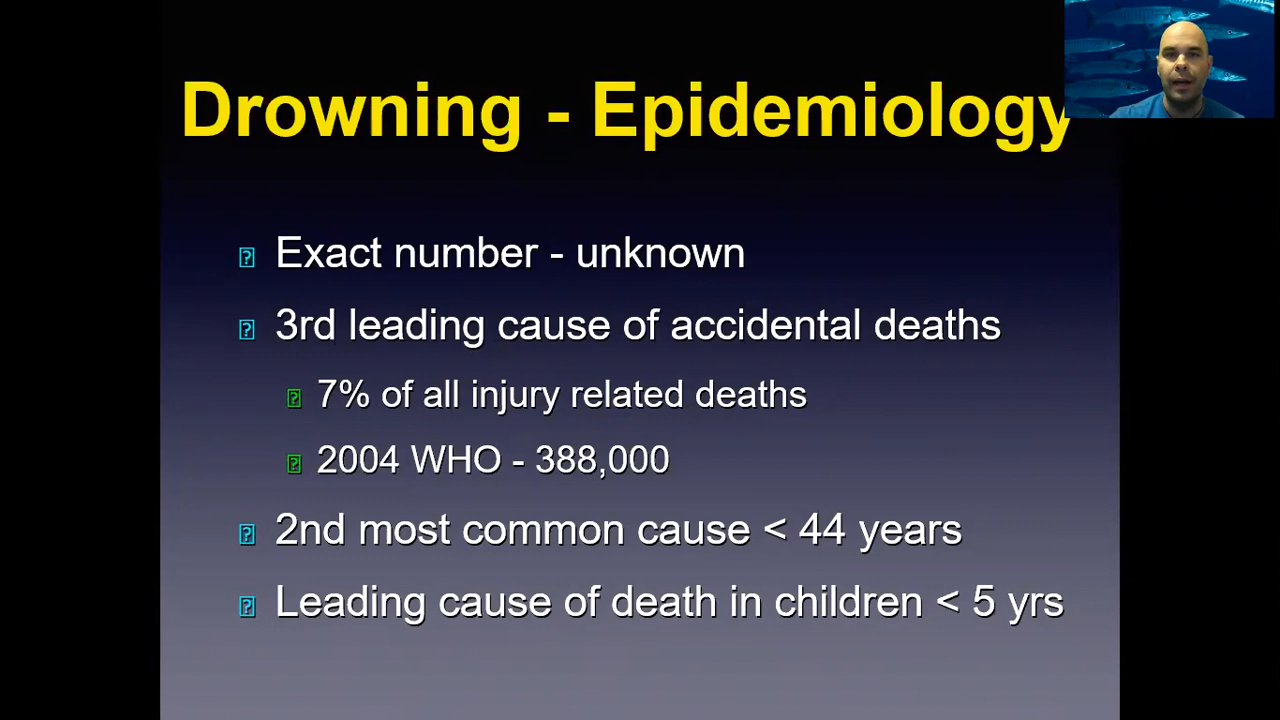 Drowning - Epidemiology
Exact number - unknown
3rd leading cause of accidental deaths
7% of all injury related deaths
2004 WHO - 388,000
2nd most common cause < 44 years
Leading cause of death in children < 5 yrs